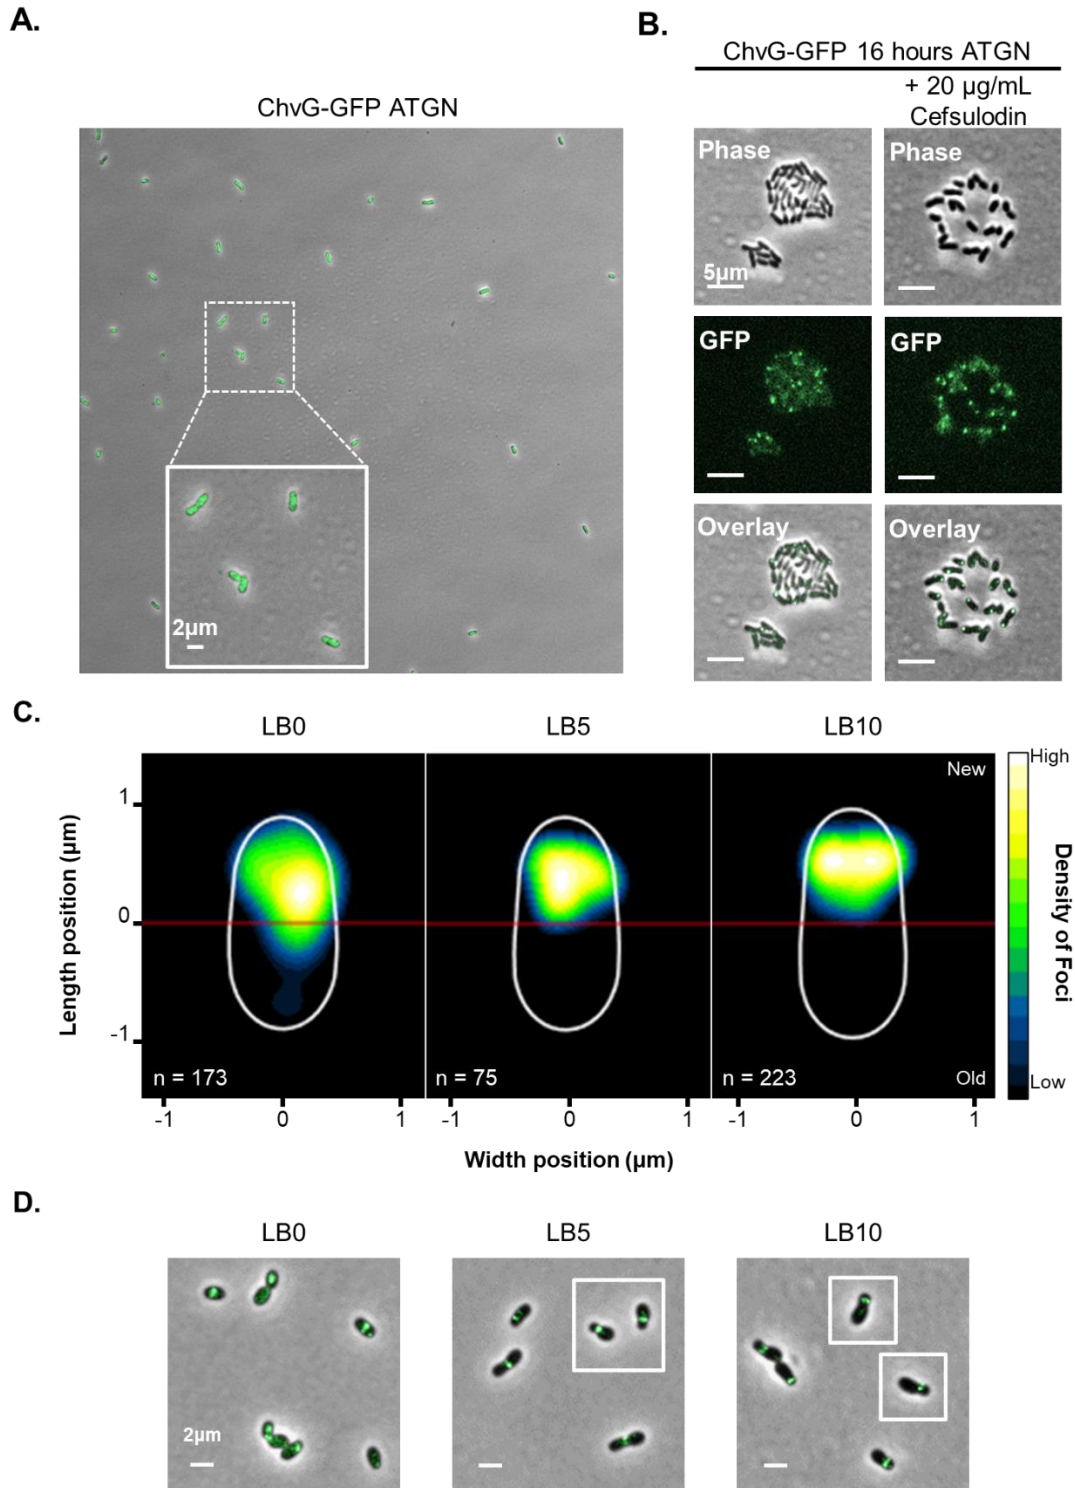 A.
ChvG-GFP ATGN
2µm
B.
ChvG-GFP 16 hours ATGN
+ 20 µg/mL
Cefsulodin
Phase
Phase
5µm
GFP
GFP
Overlay
Overlay
C.
LB0
LB5
LB10
Length position (µm)
1
0
-1
New
Old
n = 173
n = 75
n = 223
High
Low
Density of Foci
-1
0
1
-1
0
1
-1
0
1
Width position (µm)
D.
LB0
LB5
LB10
2µm